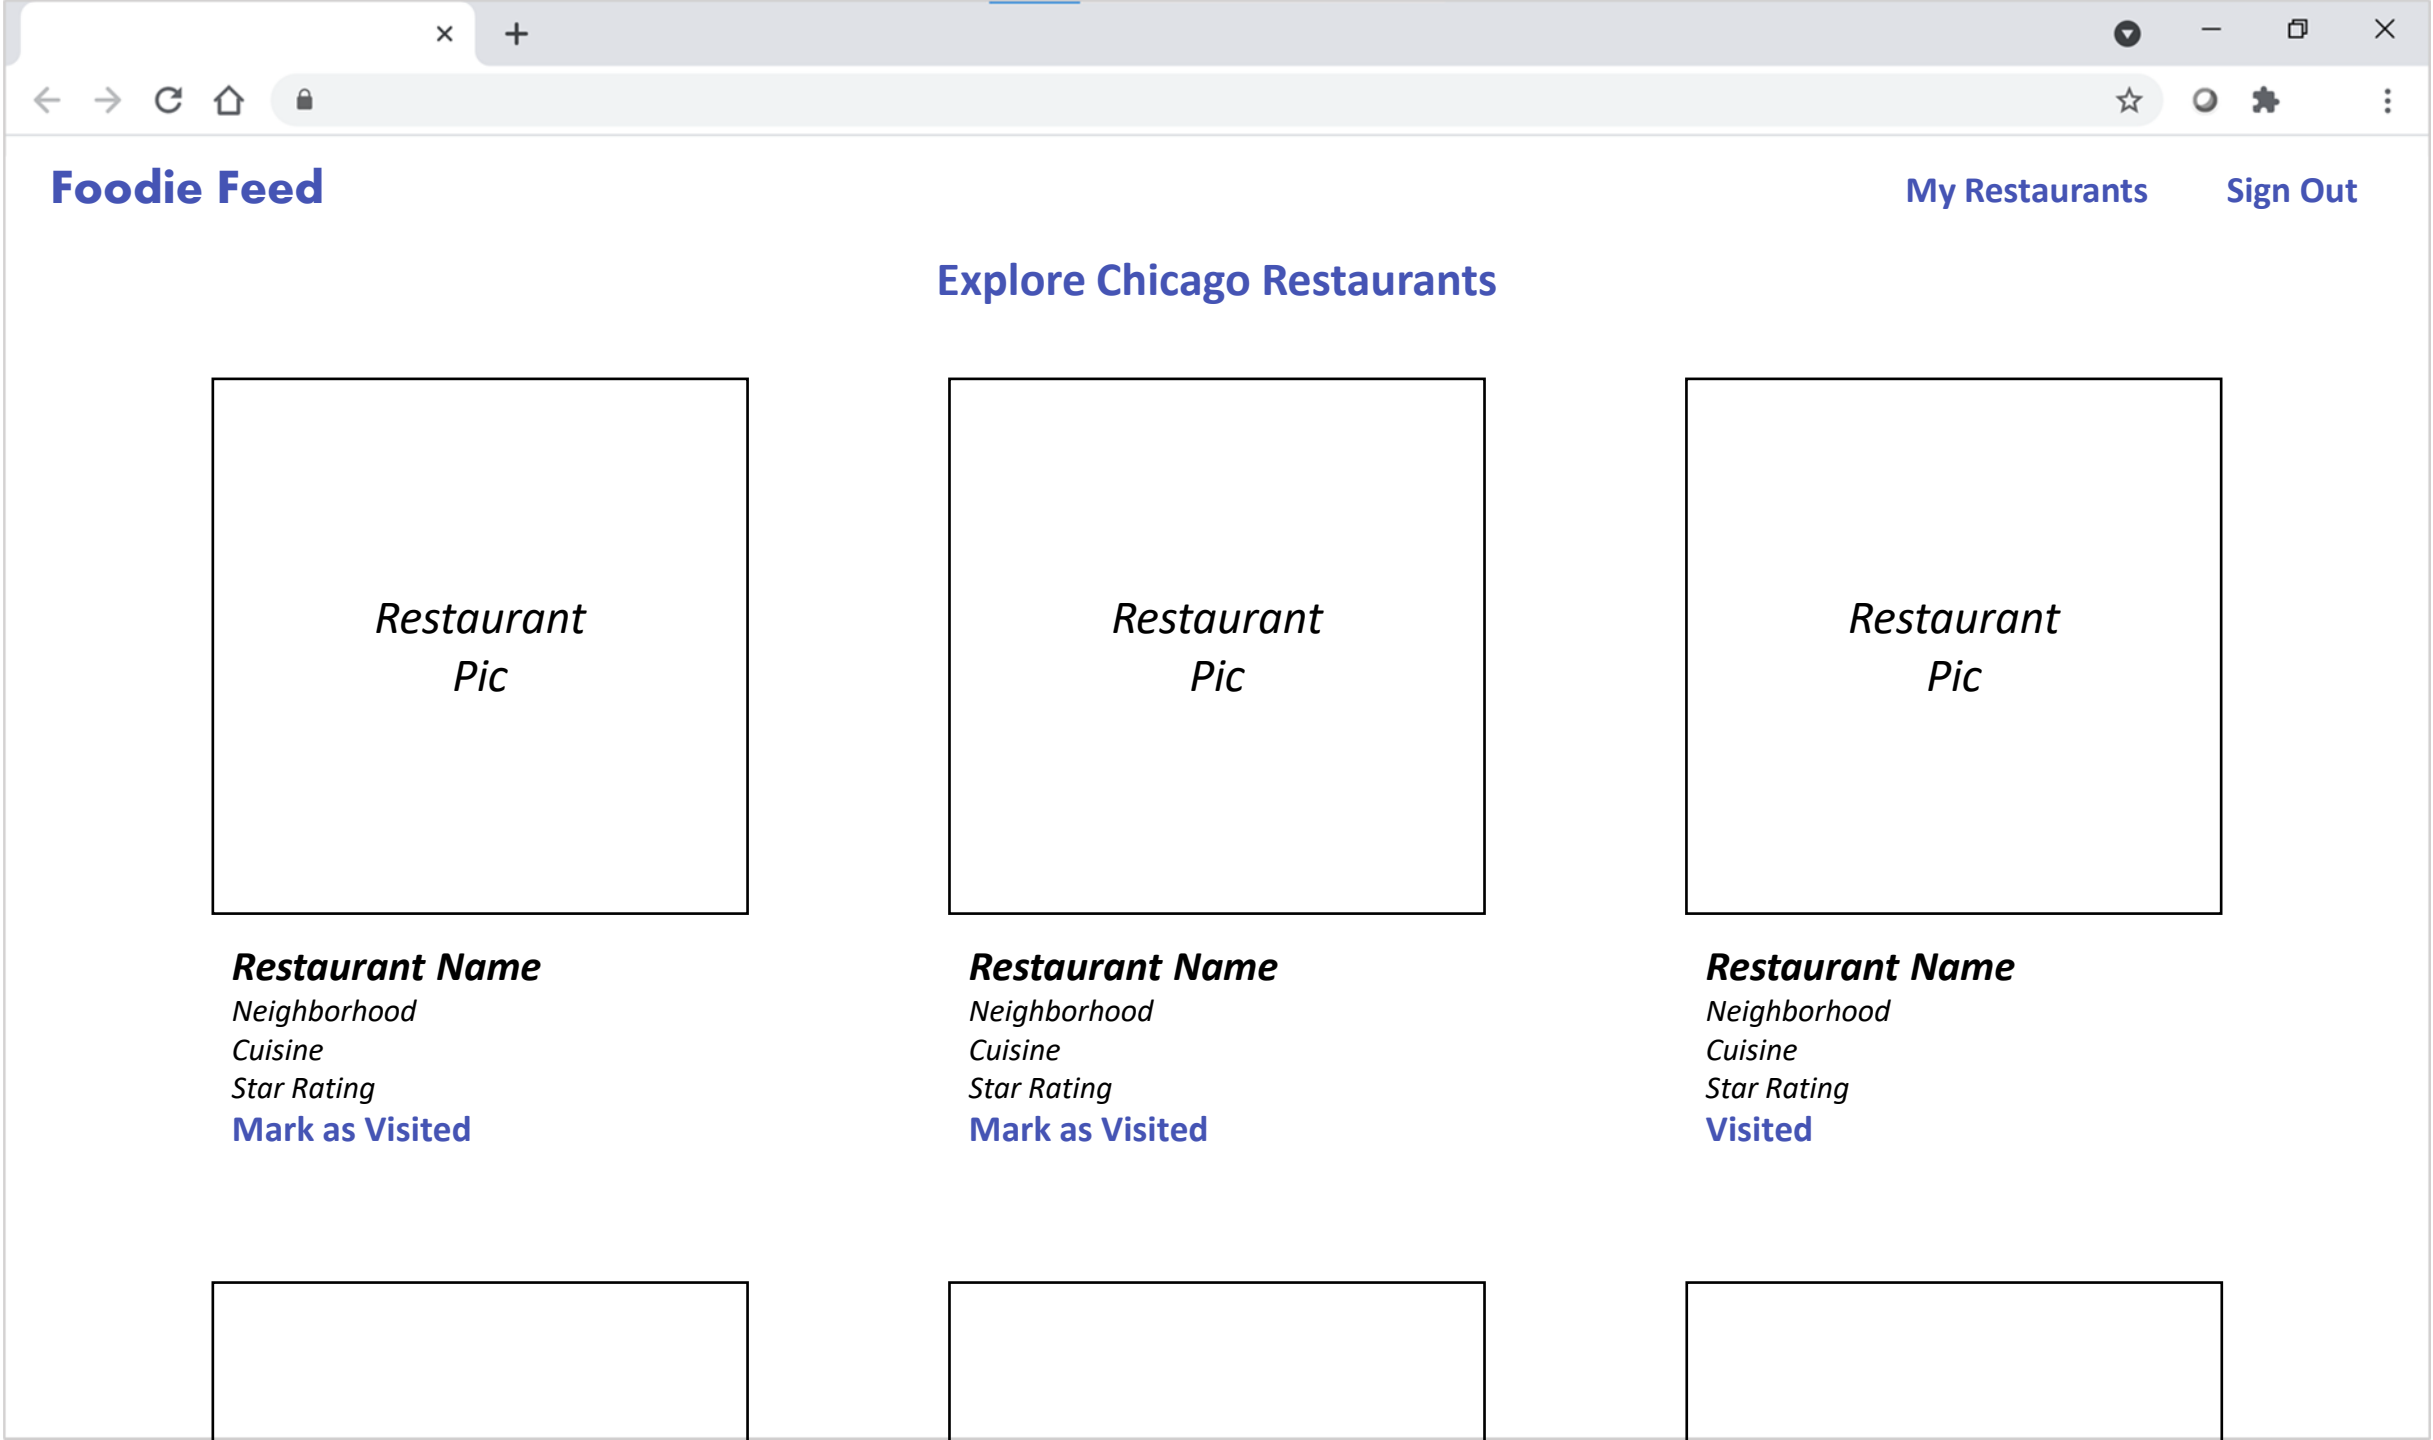 Foodie Feed
My Restaurants
Sign Out
Explore Chicago Restaurants
Restaurant
Pic
Restaurant
Pic
Restaurant
Pic
Restaurant Name
Neighborhood
Cuisine
Star Rating
Mark as Visited
Restaurant Name
Neighborhood
Cuisine
Star Rating
Mark as Visited
Restaurant Name
Neighborhood
Cuisine
Star Rating
Visited